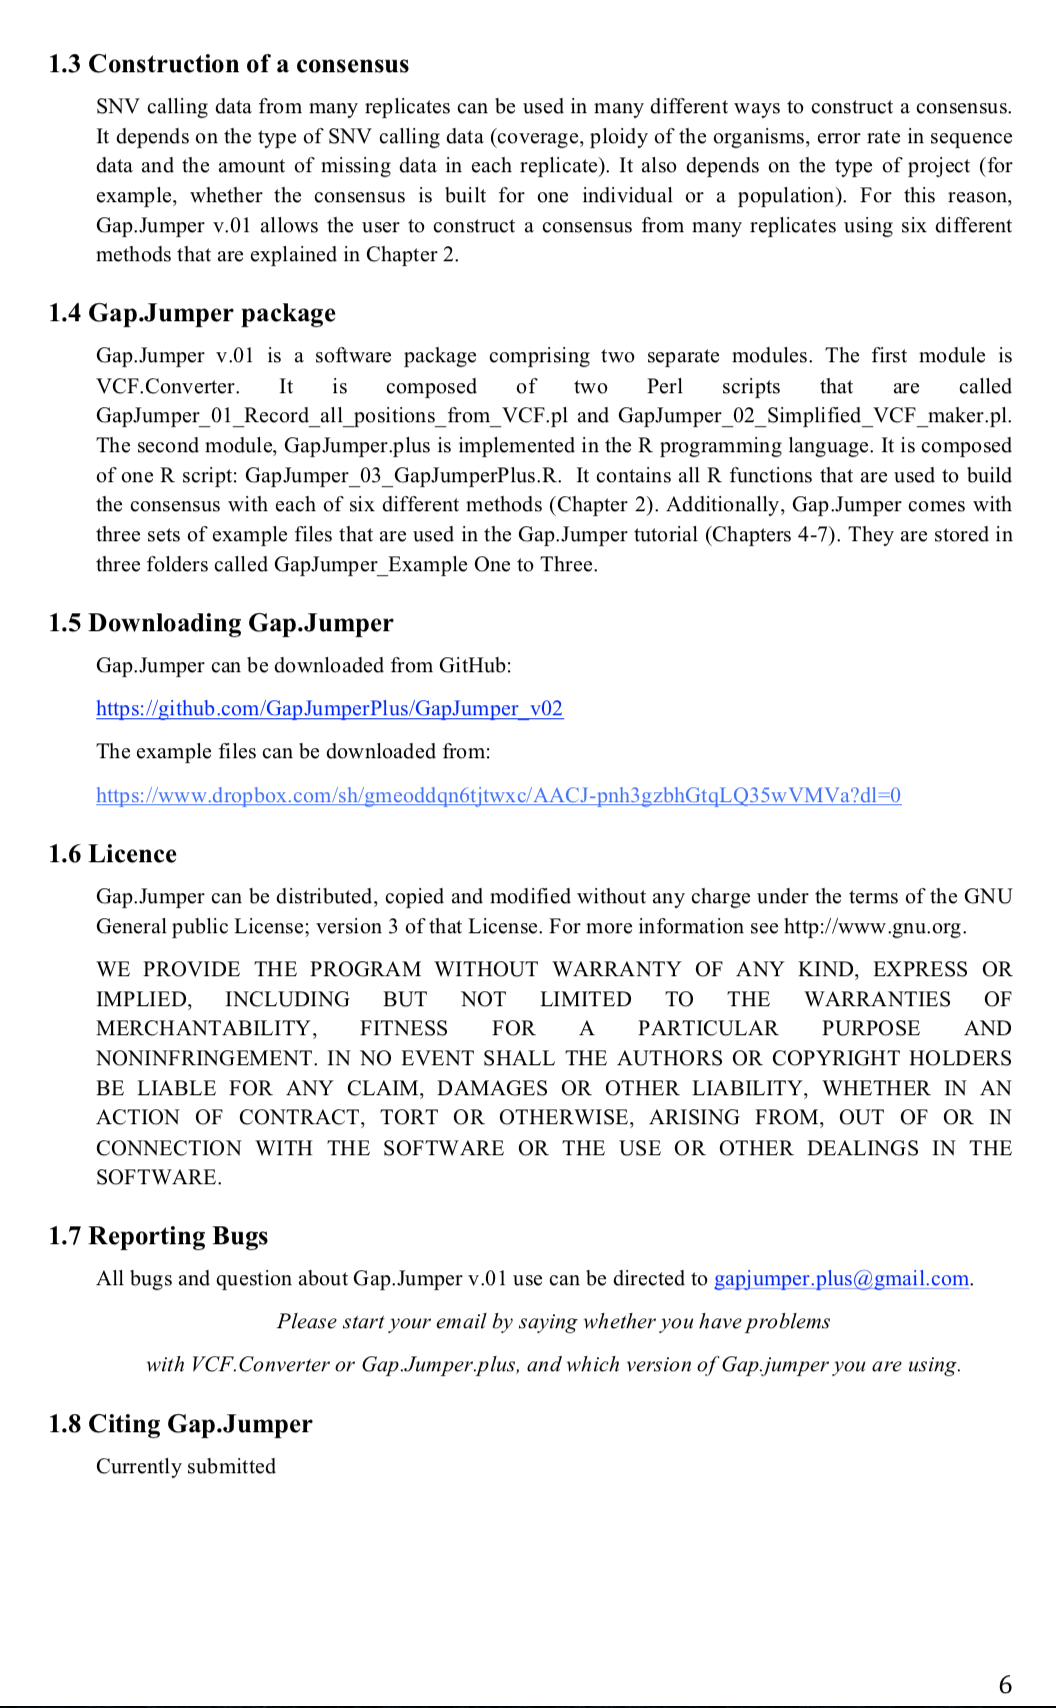 1.3 Construction of a consensus
SNV calling data from many replicates can be used in many different ways to construct a consensus.
It depends on the type of SNV calling data (coverage, ploidy of the organisms, error rate in sequence
data and the amount of missing data in each replicate). It also depends on the type of project (for
example, whether the consensus is built for one individual or a population). For this reason,
Gap.Jumper v.01 allows the user to construct a consensus from many replicates using six different
methods that are explained in Chapter 2.
1.4 Gap.Jumper package
Gap.Jumper v.01 is a software package comprising two separate modules. The first module is
VCF.Converter. It is composed of two Perl scripts that are called
GapJumper_01_Record_all_positions_from_VCF.pl and GapJumper_02_Simplified_VCF_maker.pl.
The second module, GapJumper.plus is implemented in the R programming language. It is composed
of one R script: GapJumper_03_GapJumperPlus.R. It contains all R functions that are used to build
the consensus with each of six different methods (Chapter 2). Additionally, Gap.Jumper comes with
three sets of example files that are used in the Gap.Jumper tutorial (Chapters 4-7). They are stored in
three folders called GapJumper_Example One to Three.
1.5 Downloading Gap.Jumper
Gap.Jumper can be downloaded from GitHub:
https://github.com/GapJumperPlus/GapJumper_v02
The example files can be downloaded from:
https://www.dropbox.com/sh/gmeoddqn6tjtwxc/AACJ-pnh3gzbhGtqLQ35wVMVa?dl=0
1.6 Licence
Gap.Jumper can be distributed, copied and modified without any charge under the terms of the GNU
General public License; version 3 of that License. For more information see http://www.gnu.org.
WE PROVIDE THE PROGRAM WITHOUT WARRANTY OF ANY KIND, EXPRESS OR
IMPLIED, INCLUDING BUT NOT LIMITED TO THE WARRANTIES OF
MERCHANTABILITY, FITNESS FOR A PARTICULAR PURPOSE AND
NONINFRINGEMENT. IN NO EVENT SHALL THE AUTHORS OR COPYRIGHT HOLDERS
BE LIABLE FOR ANY CLAIM, DAMAGES OR OTHER LIABILITY, WHETHER IN AN
ACTION OF CONTRACT, TORT OR OTHERWISE, ARISING FROM, OUT OF OR IN
CONNECTION WITH THE SOFTWARE OR THE USE OR OTHER DEALINGS IN THE
SOFTWARE.
1.7 Reporting Bugs
All bugs and question about Gap.Jumper v.01 use can be directed to gapjumper.plus@gmail.com.
Please start your email by saying whether you have problems
with VCF.Converter or Gap.Jumper.plus, and which version of Gap.jumper you are using.
1.8 Citing Gap.Jumper
Currently submitted
6